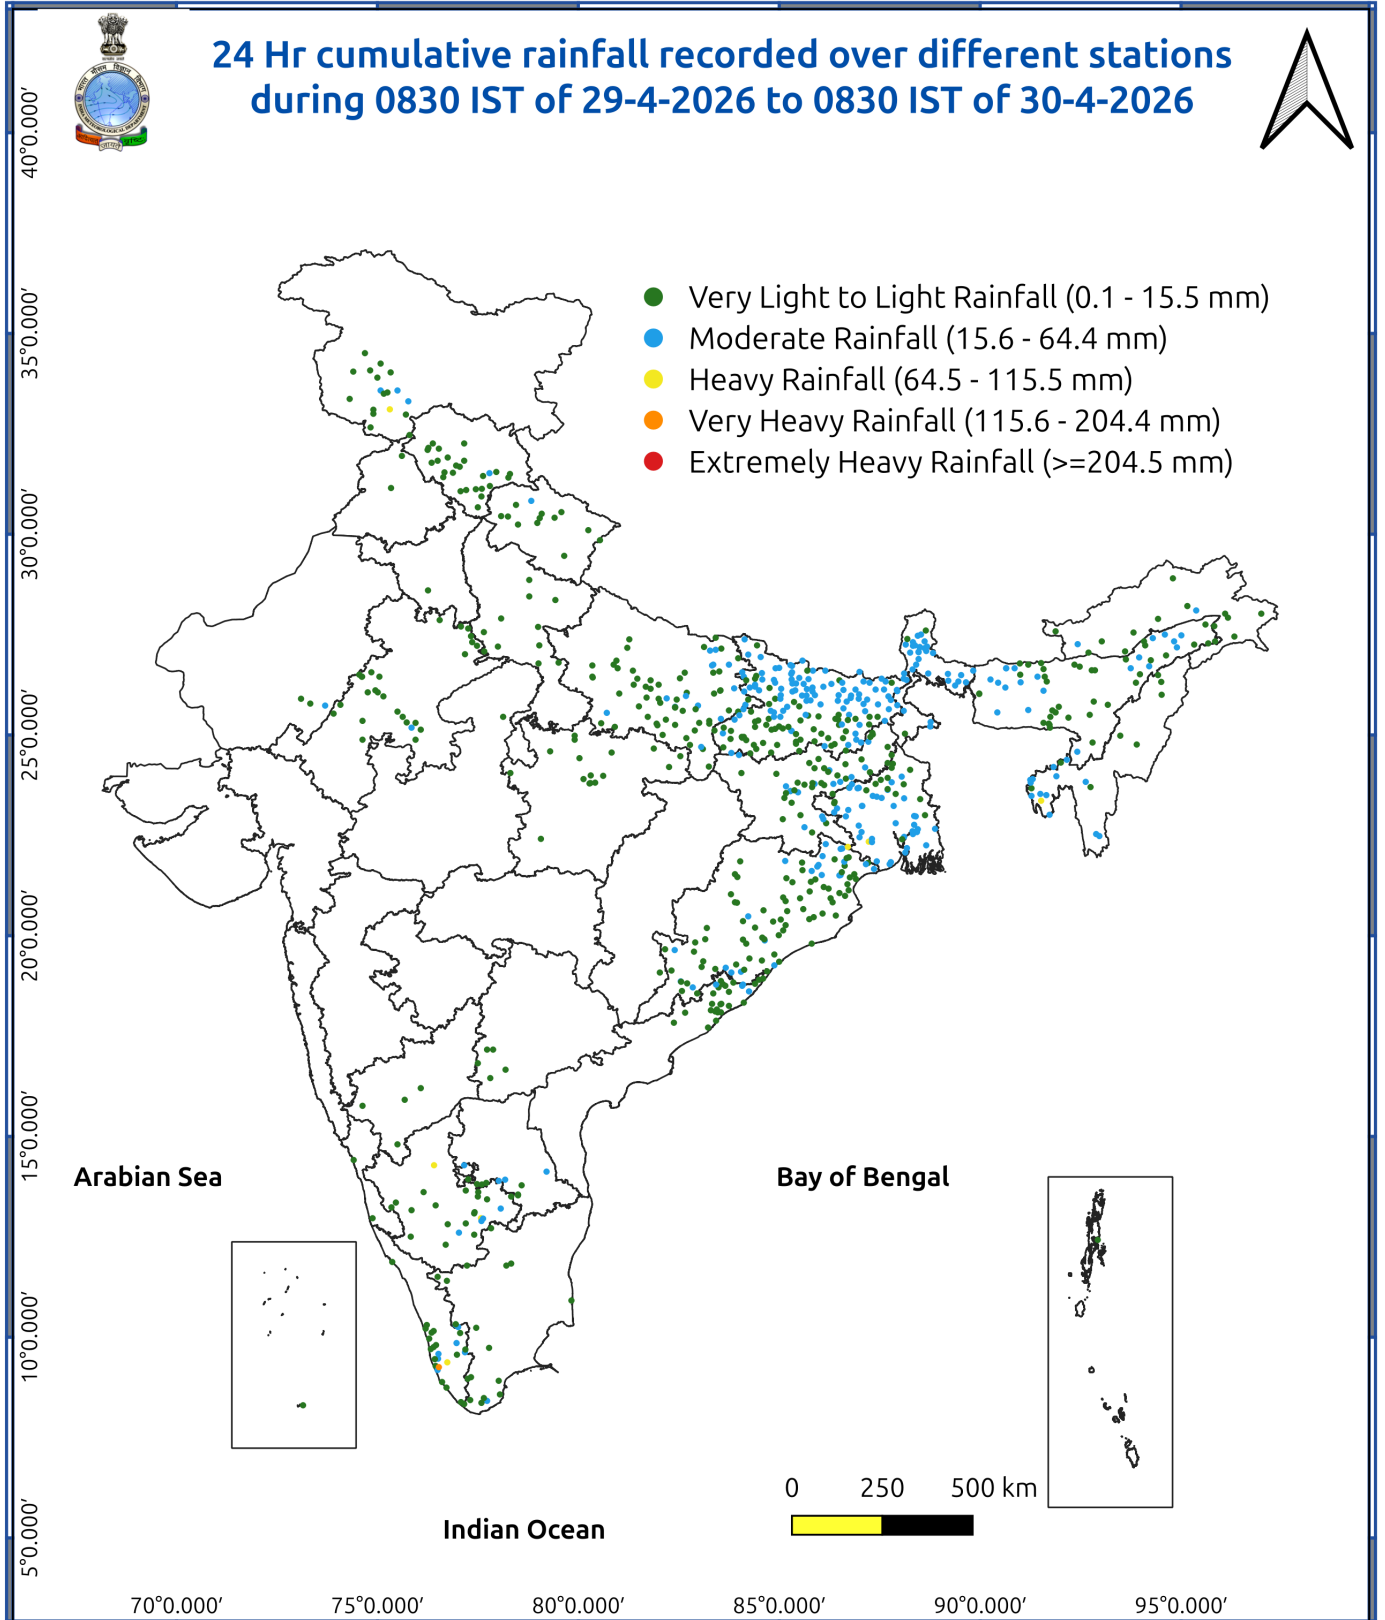 24 Hr cumulative rainfall recorded over different stations
during 0830 IST of 29-4-2026 to 0830 IST of 30-4-2026
Very Light to Light Rainfall (0.1 - 15.5 mm)
Moderate Rainfall (15.6 - 64.4 mm)
Heavy Rainfall (64.5 - 115.5 mm)
Very Heavy Rainfall (115.6 - 204.4 mm)
Extremely Heavy Rainfall (>=204.5 mm)
40°0.000′
35°0.000′
30°0.000′
25°0.000′
20°0.000′
15°0.000′
10°0.000′
5°0.000′
Arabian Sea
Bay of Bengal
Indian Ocean
0 250 500 km
70°0.000′ 75°0.000′ 80°0.000′ 85°0.000′ 90°0.000′ 95°0.000′